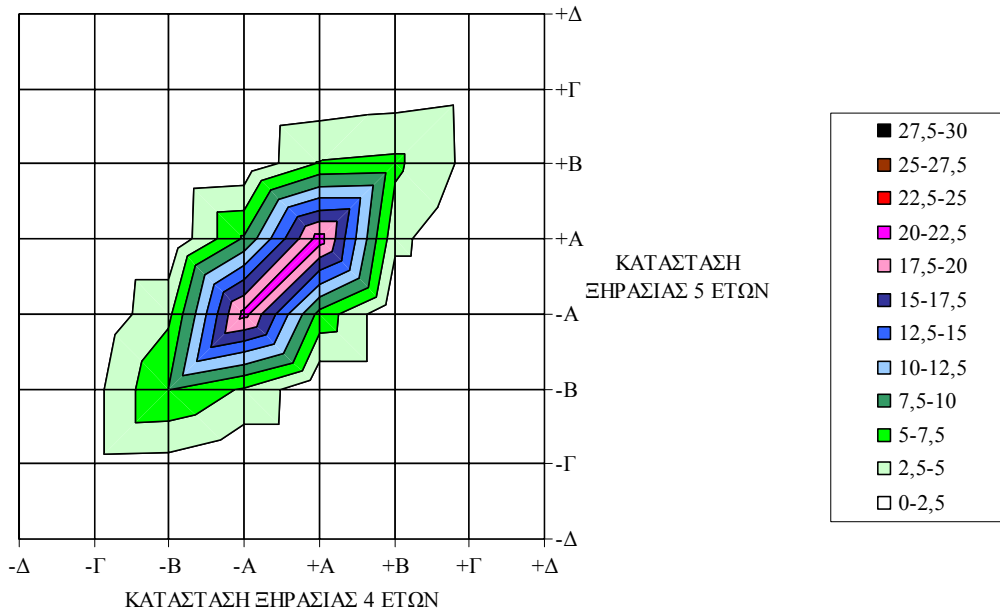 +Δ
+Γ
+Β
+Α
-Α
-Β
-Γ
-Δ
-Δ -Γ -Β -Α +Α +Β +Γ +Δ
ΚΑΤΑΣΤΑΣΗ ΞΗΡΑΣΙΑΣ 4 ΕΤΩΝ
ΚΑΤΑΣΤΑΣΗ
ΞΗΡΑΣΙΑΣ 5 ΕΤΩΝ
27,5-30
25-27,5
22,5-25
20-22,5
17,5-20
15-17,5
12,5-15
10-12,5
7,5-10
5-7,5
2,5-5
0-2,5